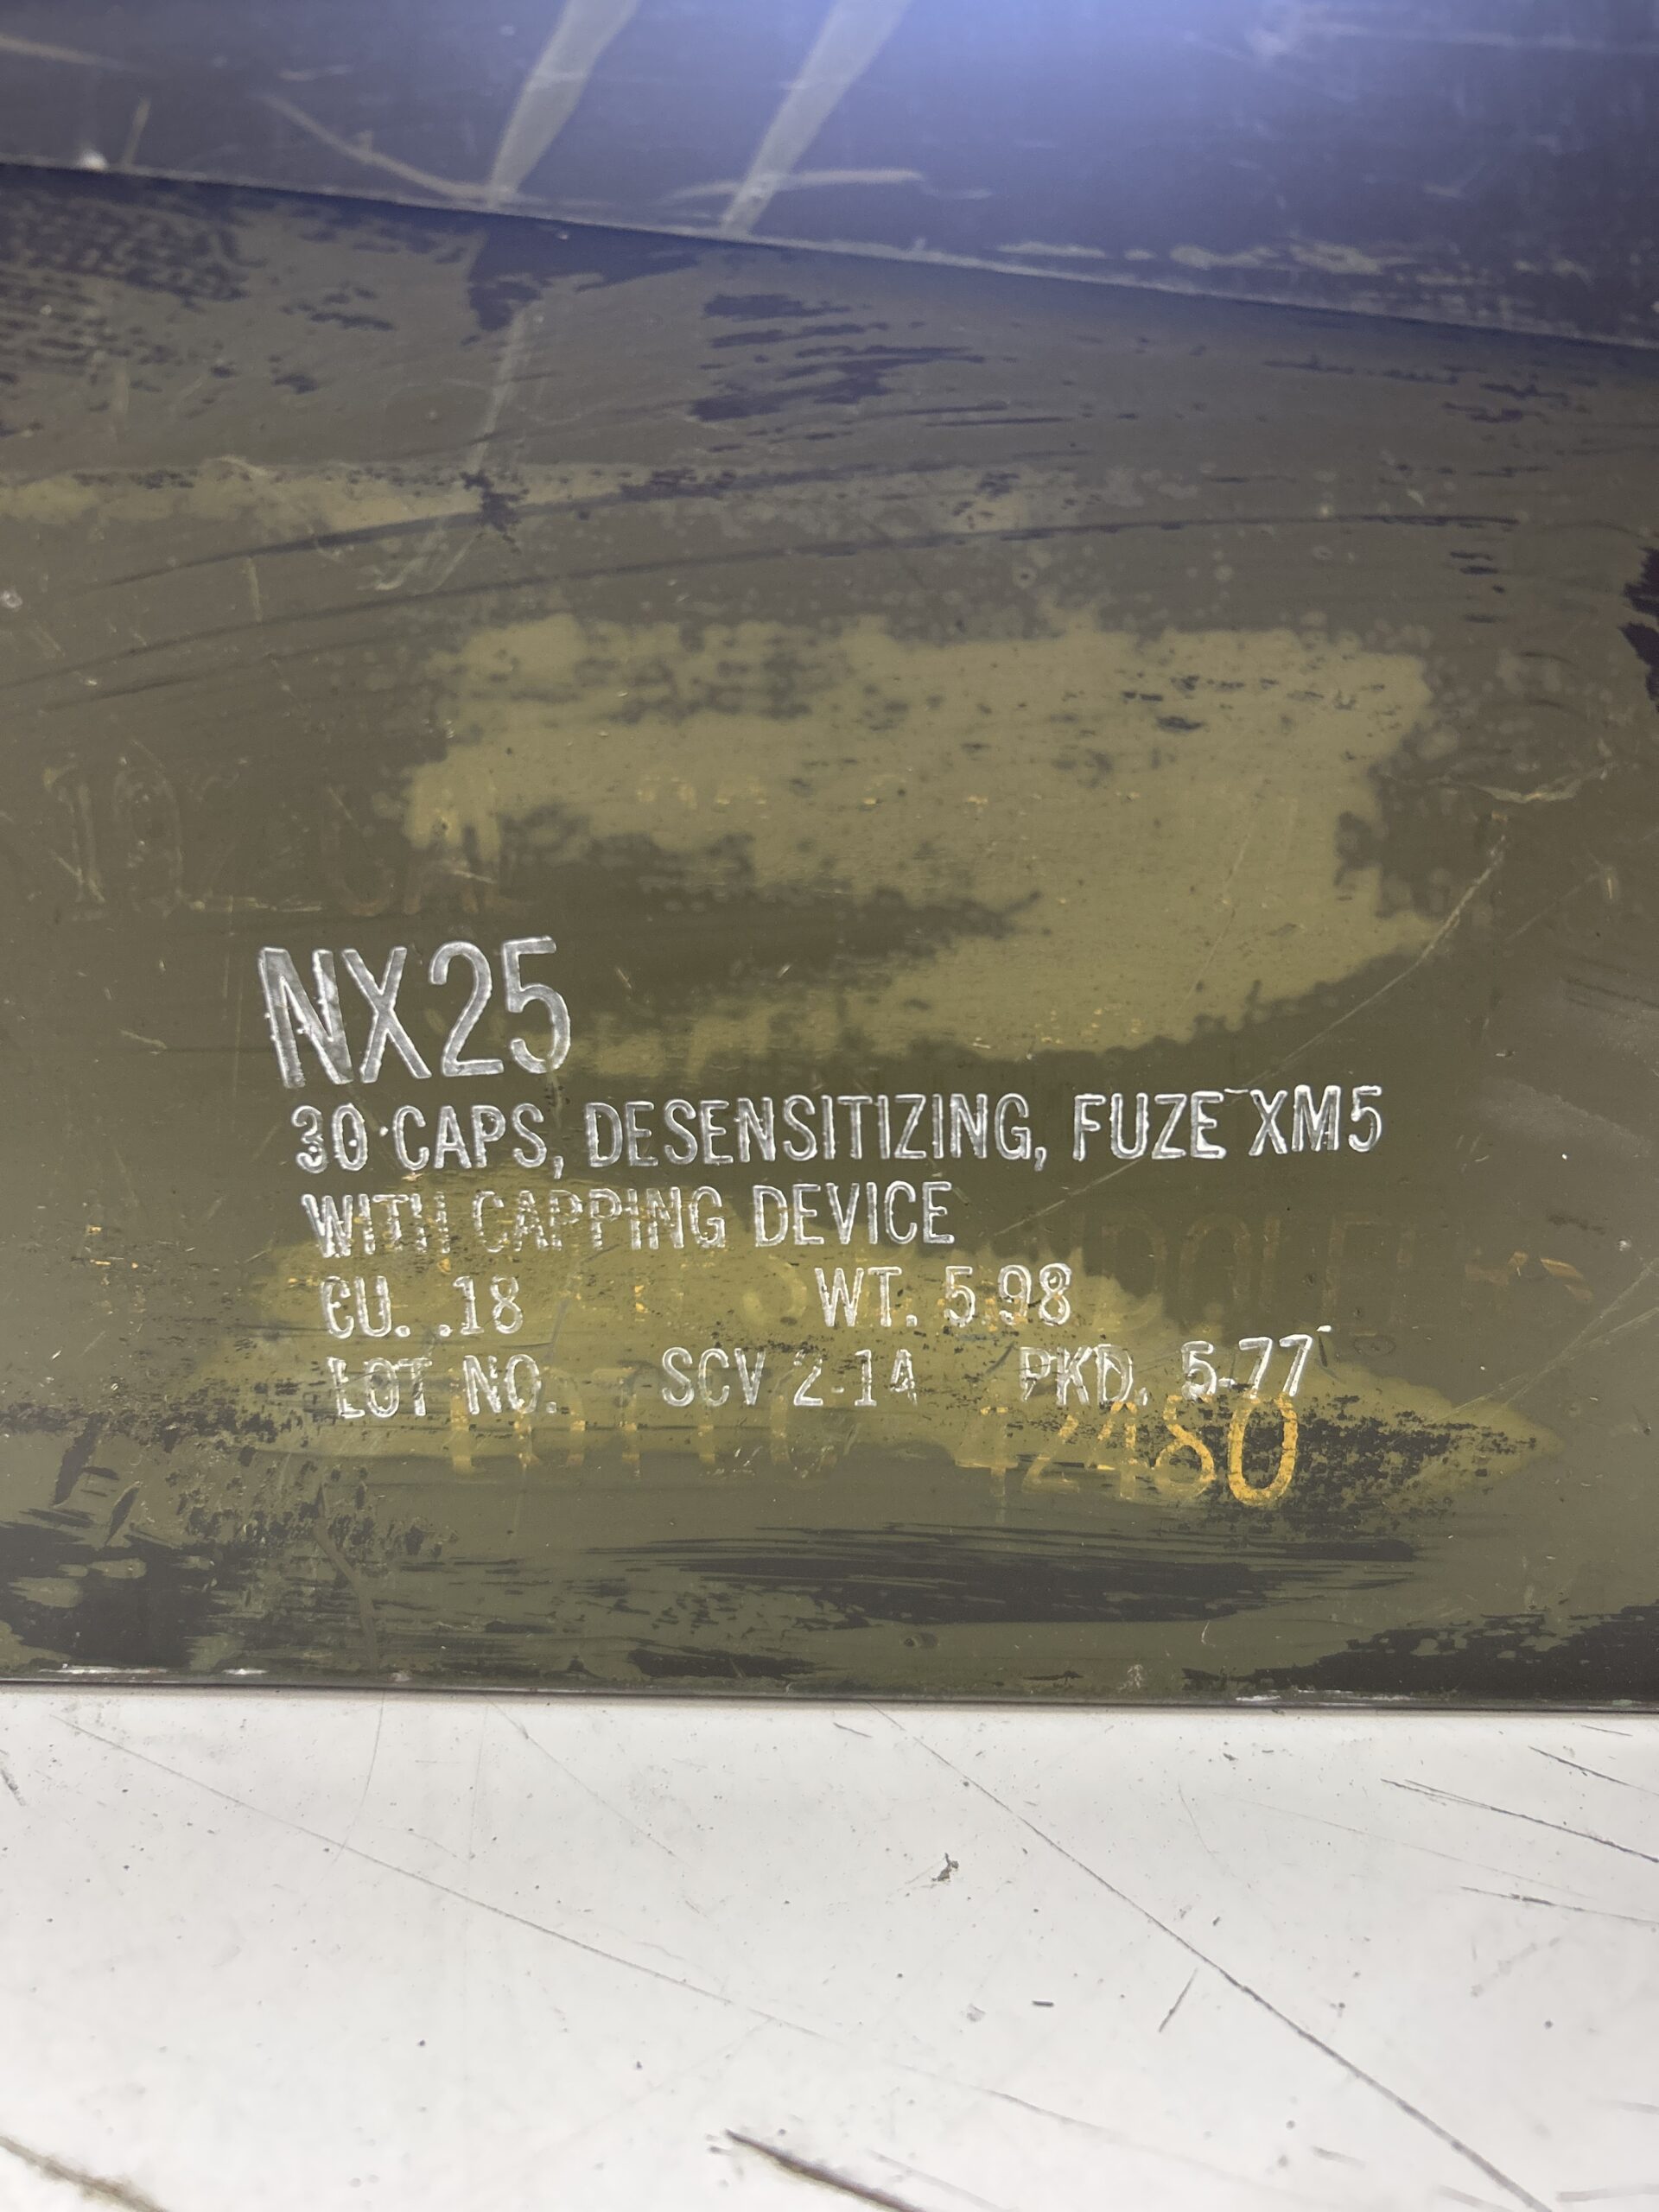 NX25
30 CAPS, DESENSITIZING, FUZE XM5
WITH CAPPING DEVICE
CU. .18 WT. 5.98
LOT NO. SCV 2-14 PKD. 5-77
12480